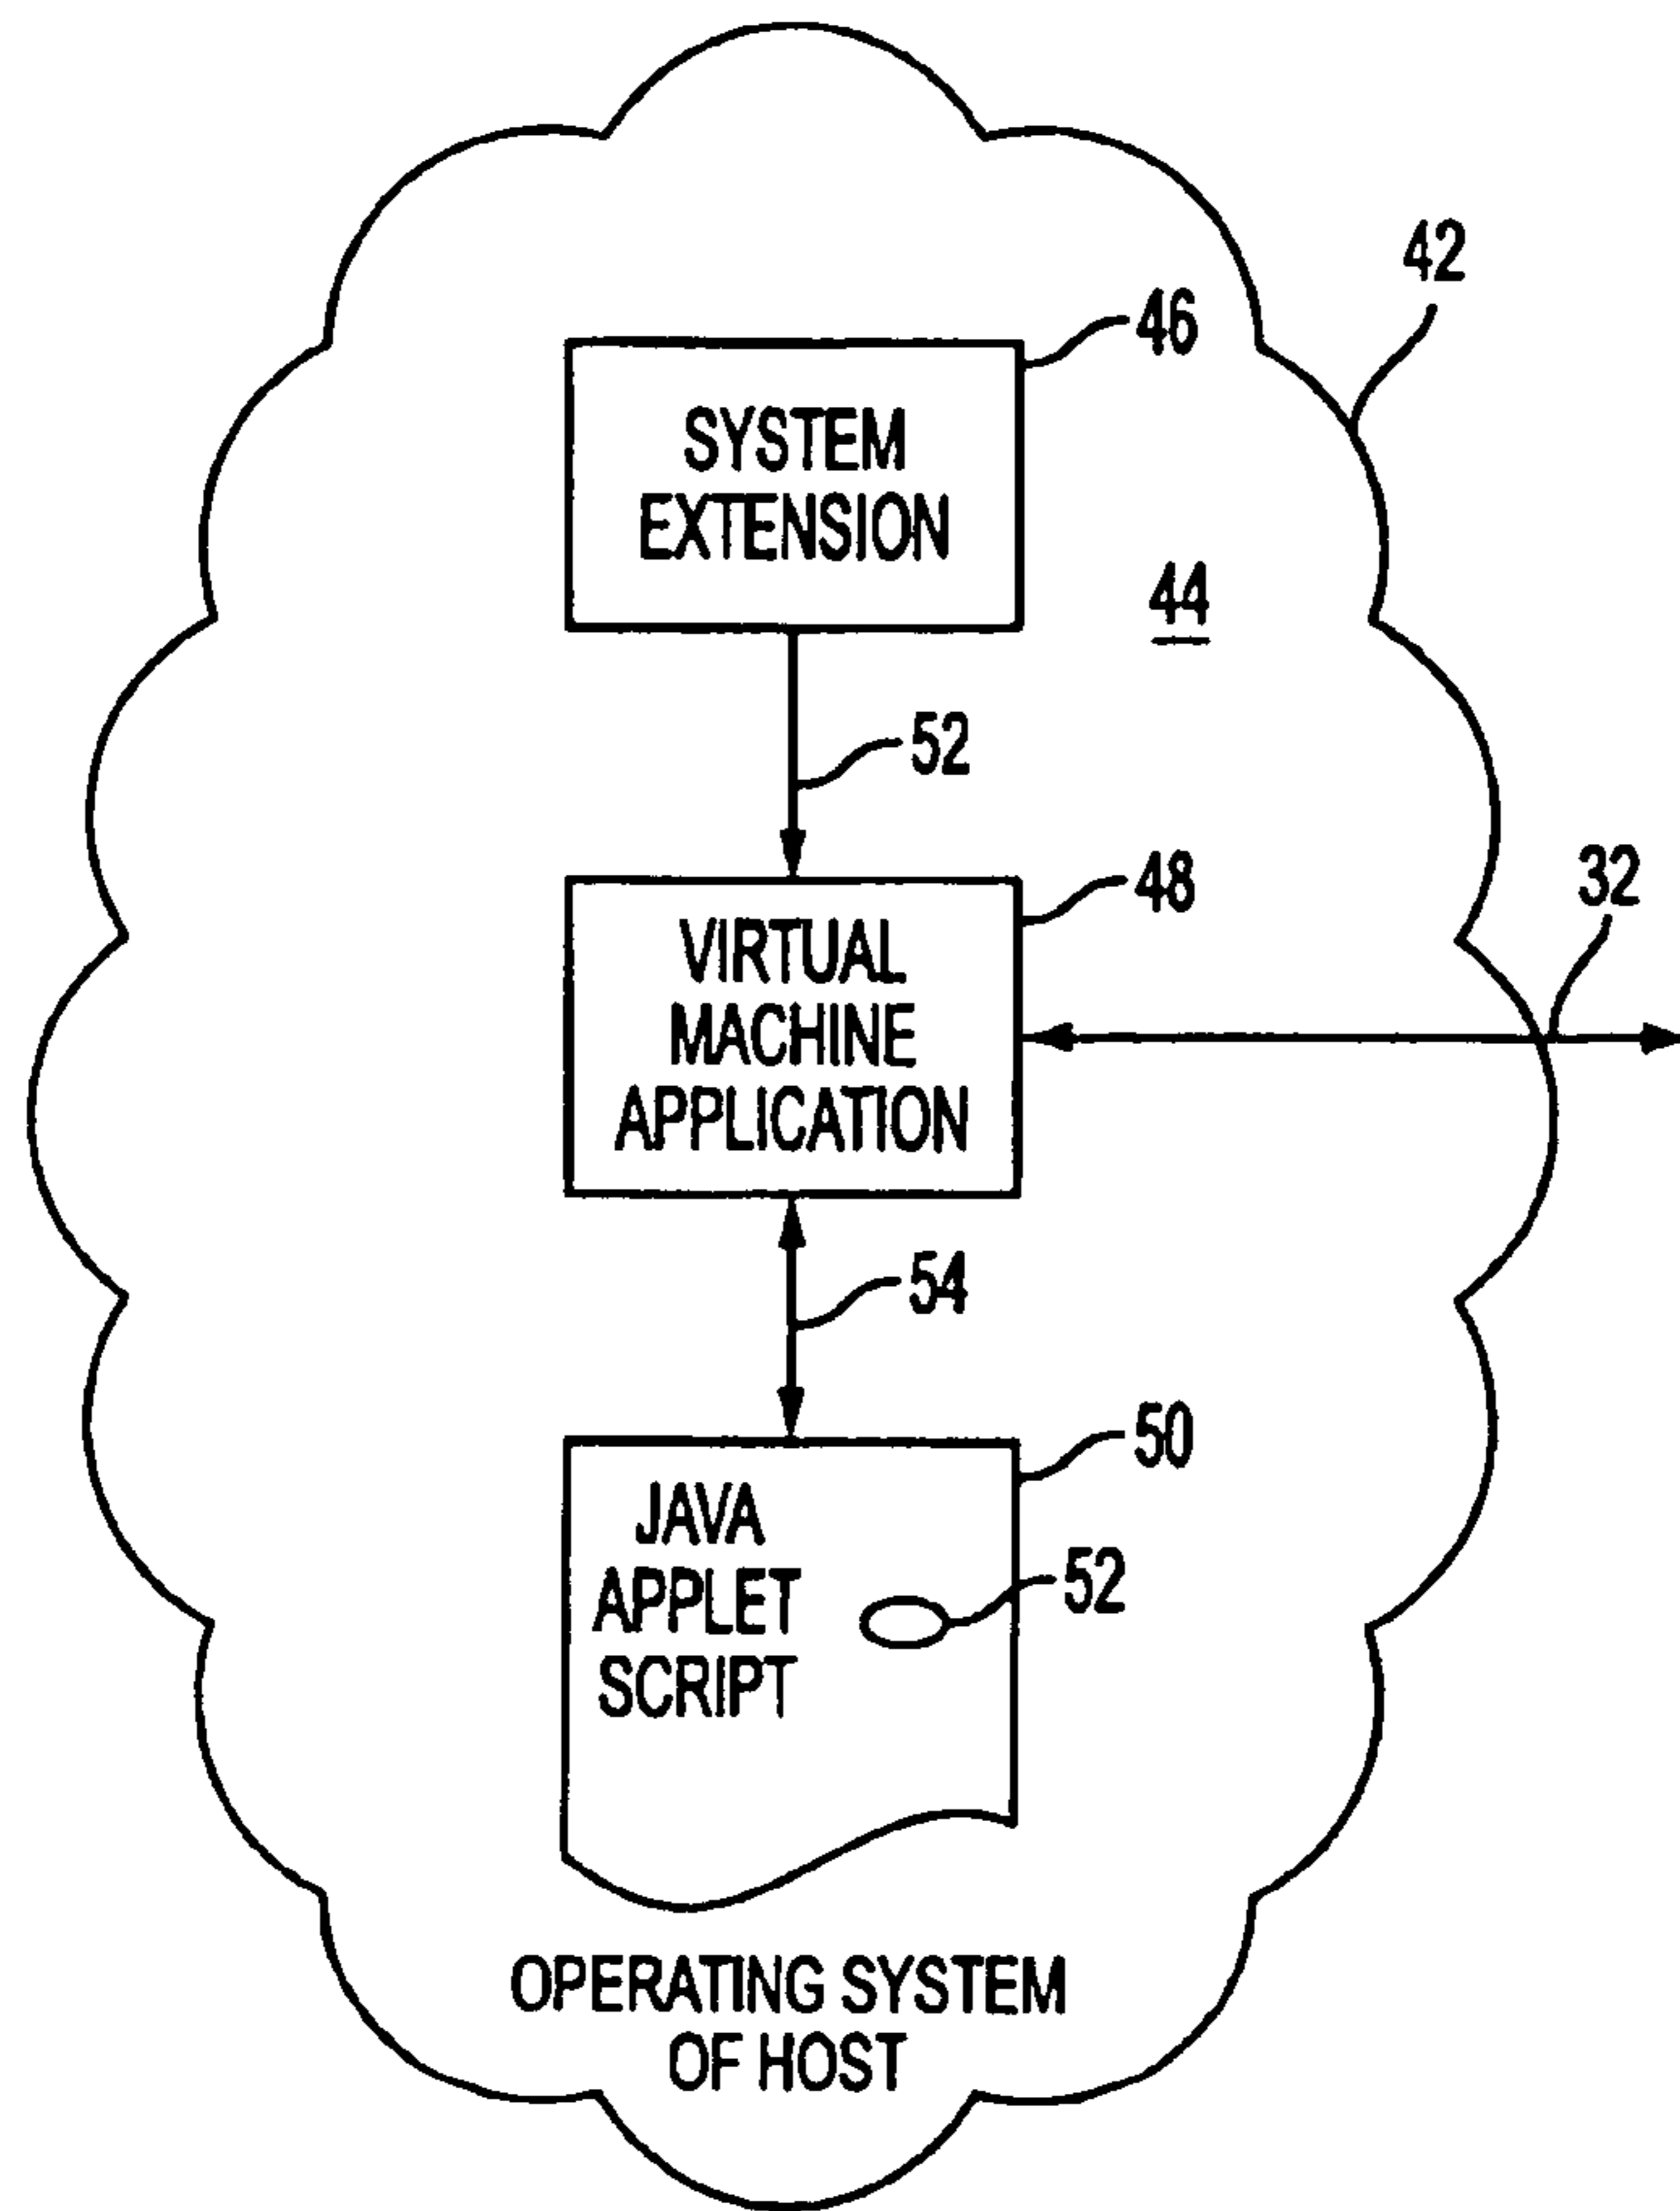 42
46
SYSTEM
EXTENSION
44
52
48
32
VIRTUAL
MACHINE
APPLICATION
54
50
JAVA
APPLET
52
SCRIPT
OPERATING SYSTEM
OF HOST